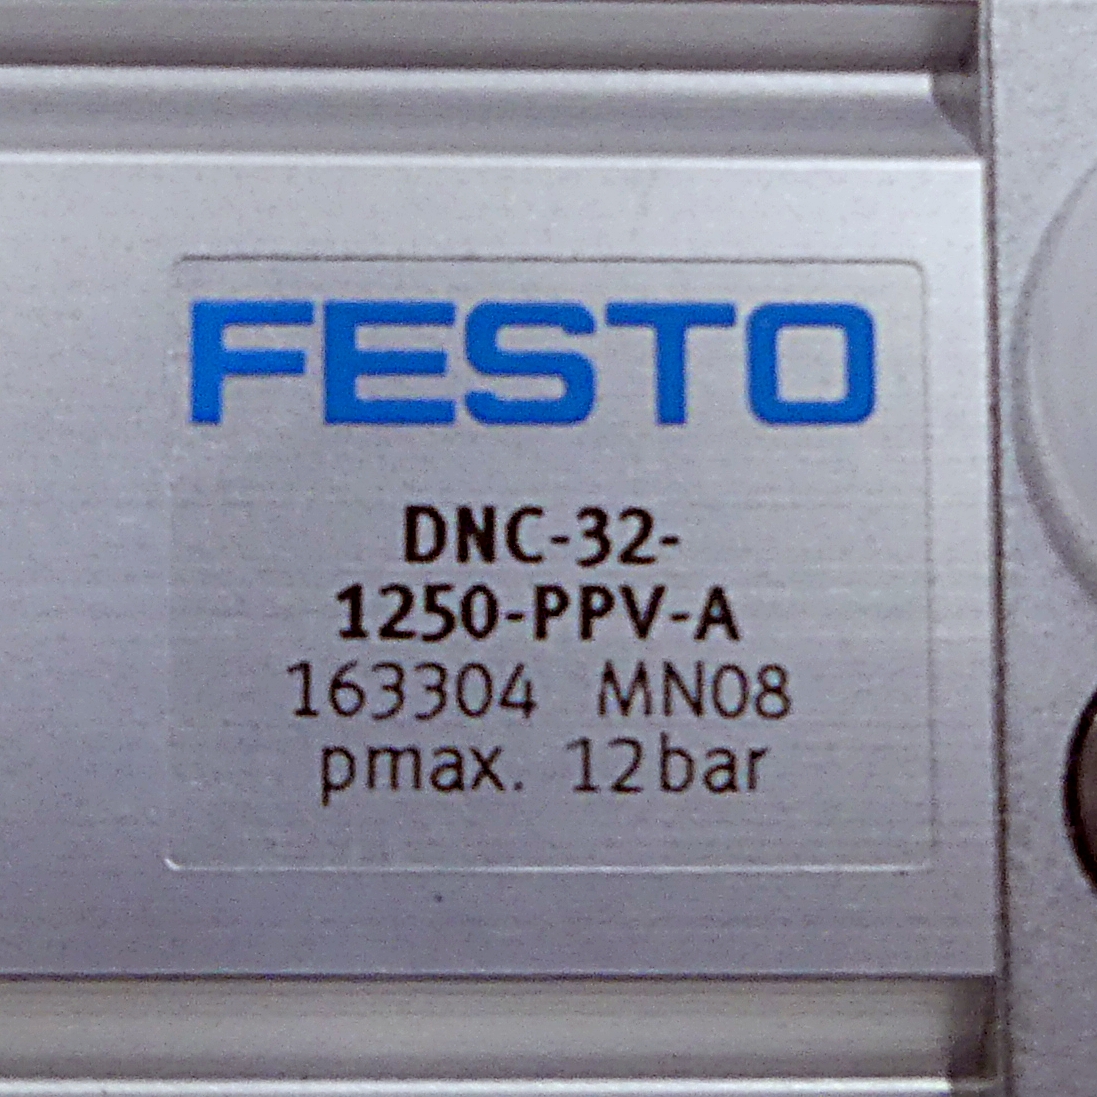 FESTO
DNC-32-
1250-PPV-A
163304 MN08
pmax. 12bar